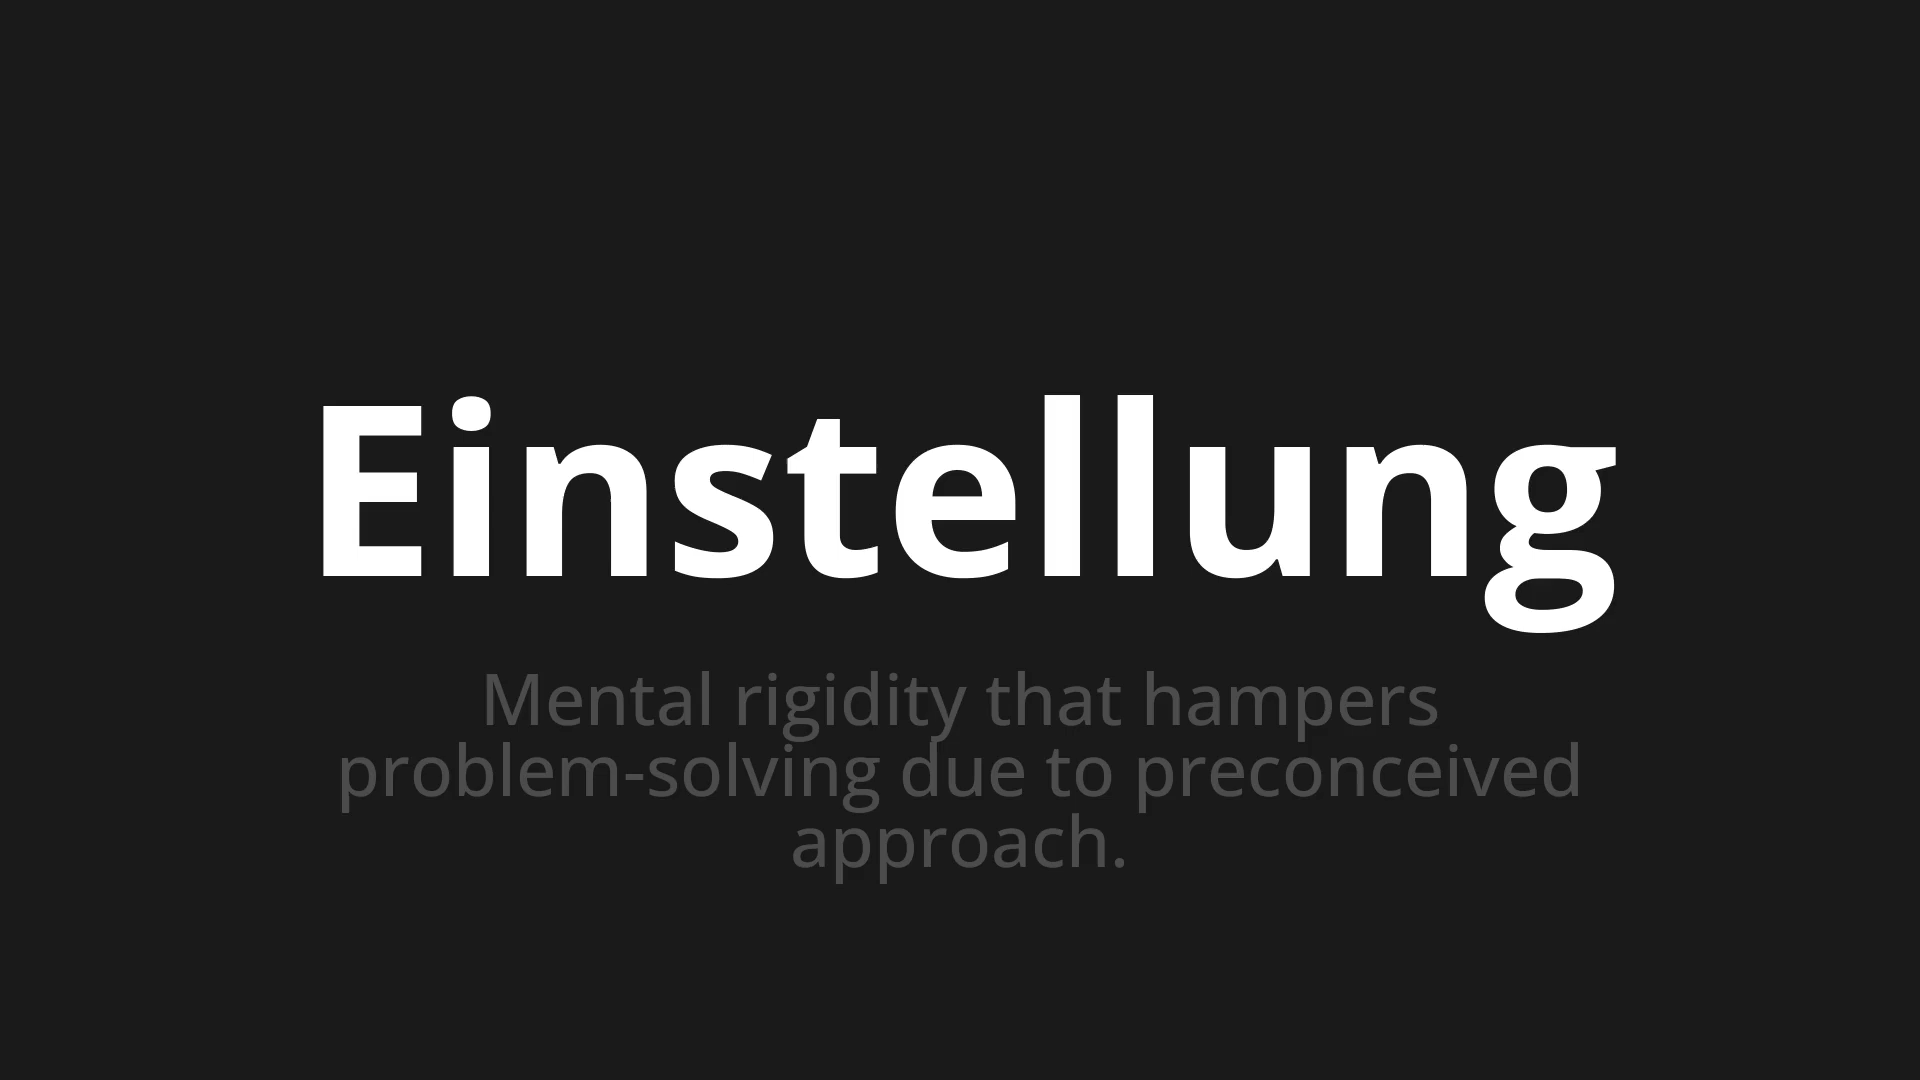 Einstellung
Mental rigidity that hampers
problem-solving due to preconceived
approach.